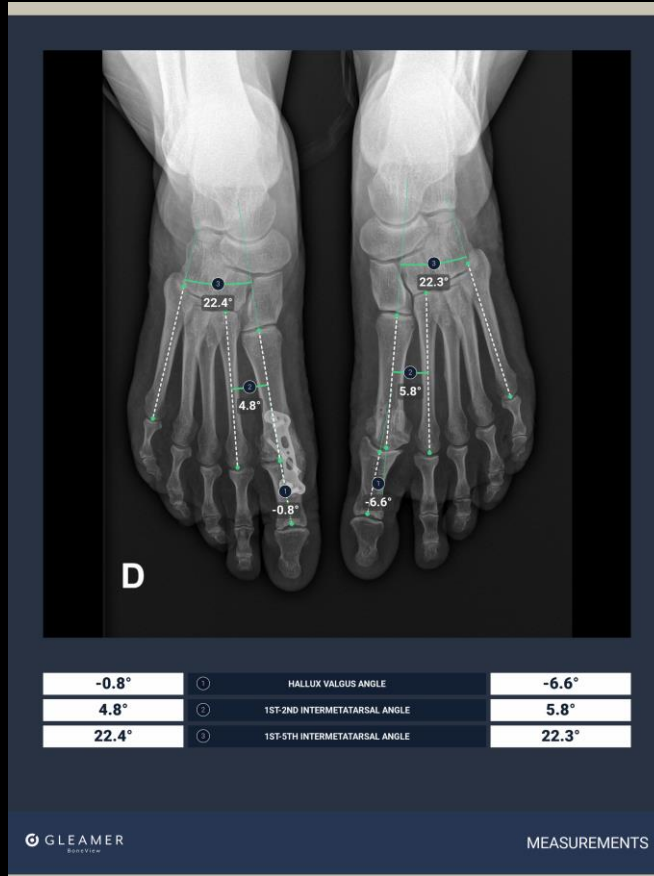 3
22.4°
3
22.3°
2
4.8°
2
5.8°
1
-0.8°
1
-6.6°
D
-0.8° 1 HALLUX VALGUS ANGLE -6.6°
4.8° 2 1ST-2ND INTERMETATARSAL ANGLE 5.8°
22.4° 3 1ST-5TH INTERMETATARSAL ANGLE 22.3°
GLEAMER
BoneView
MEASUREMENTS